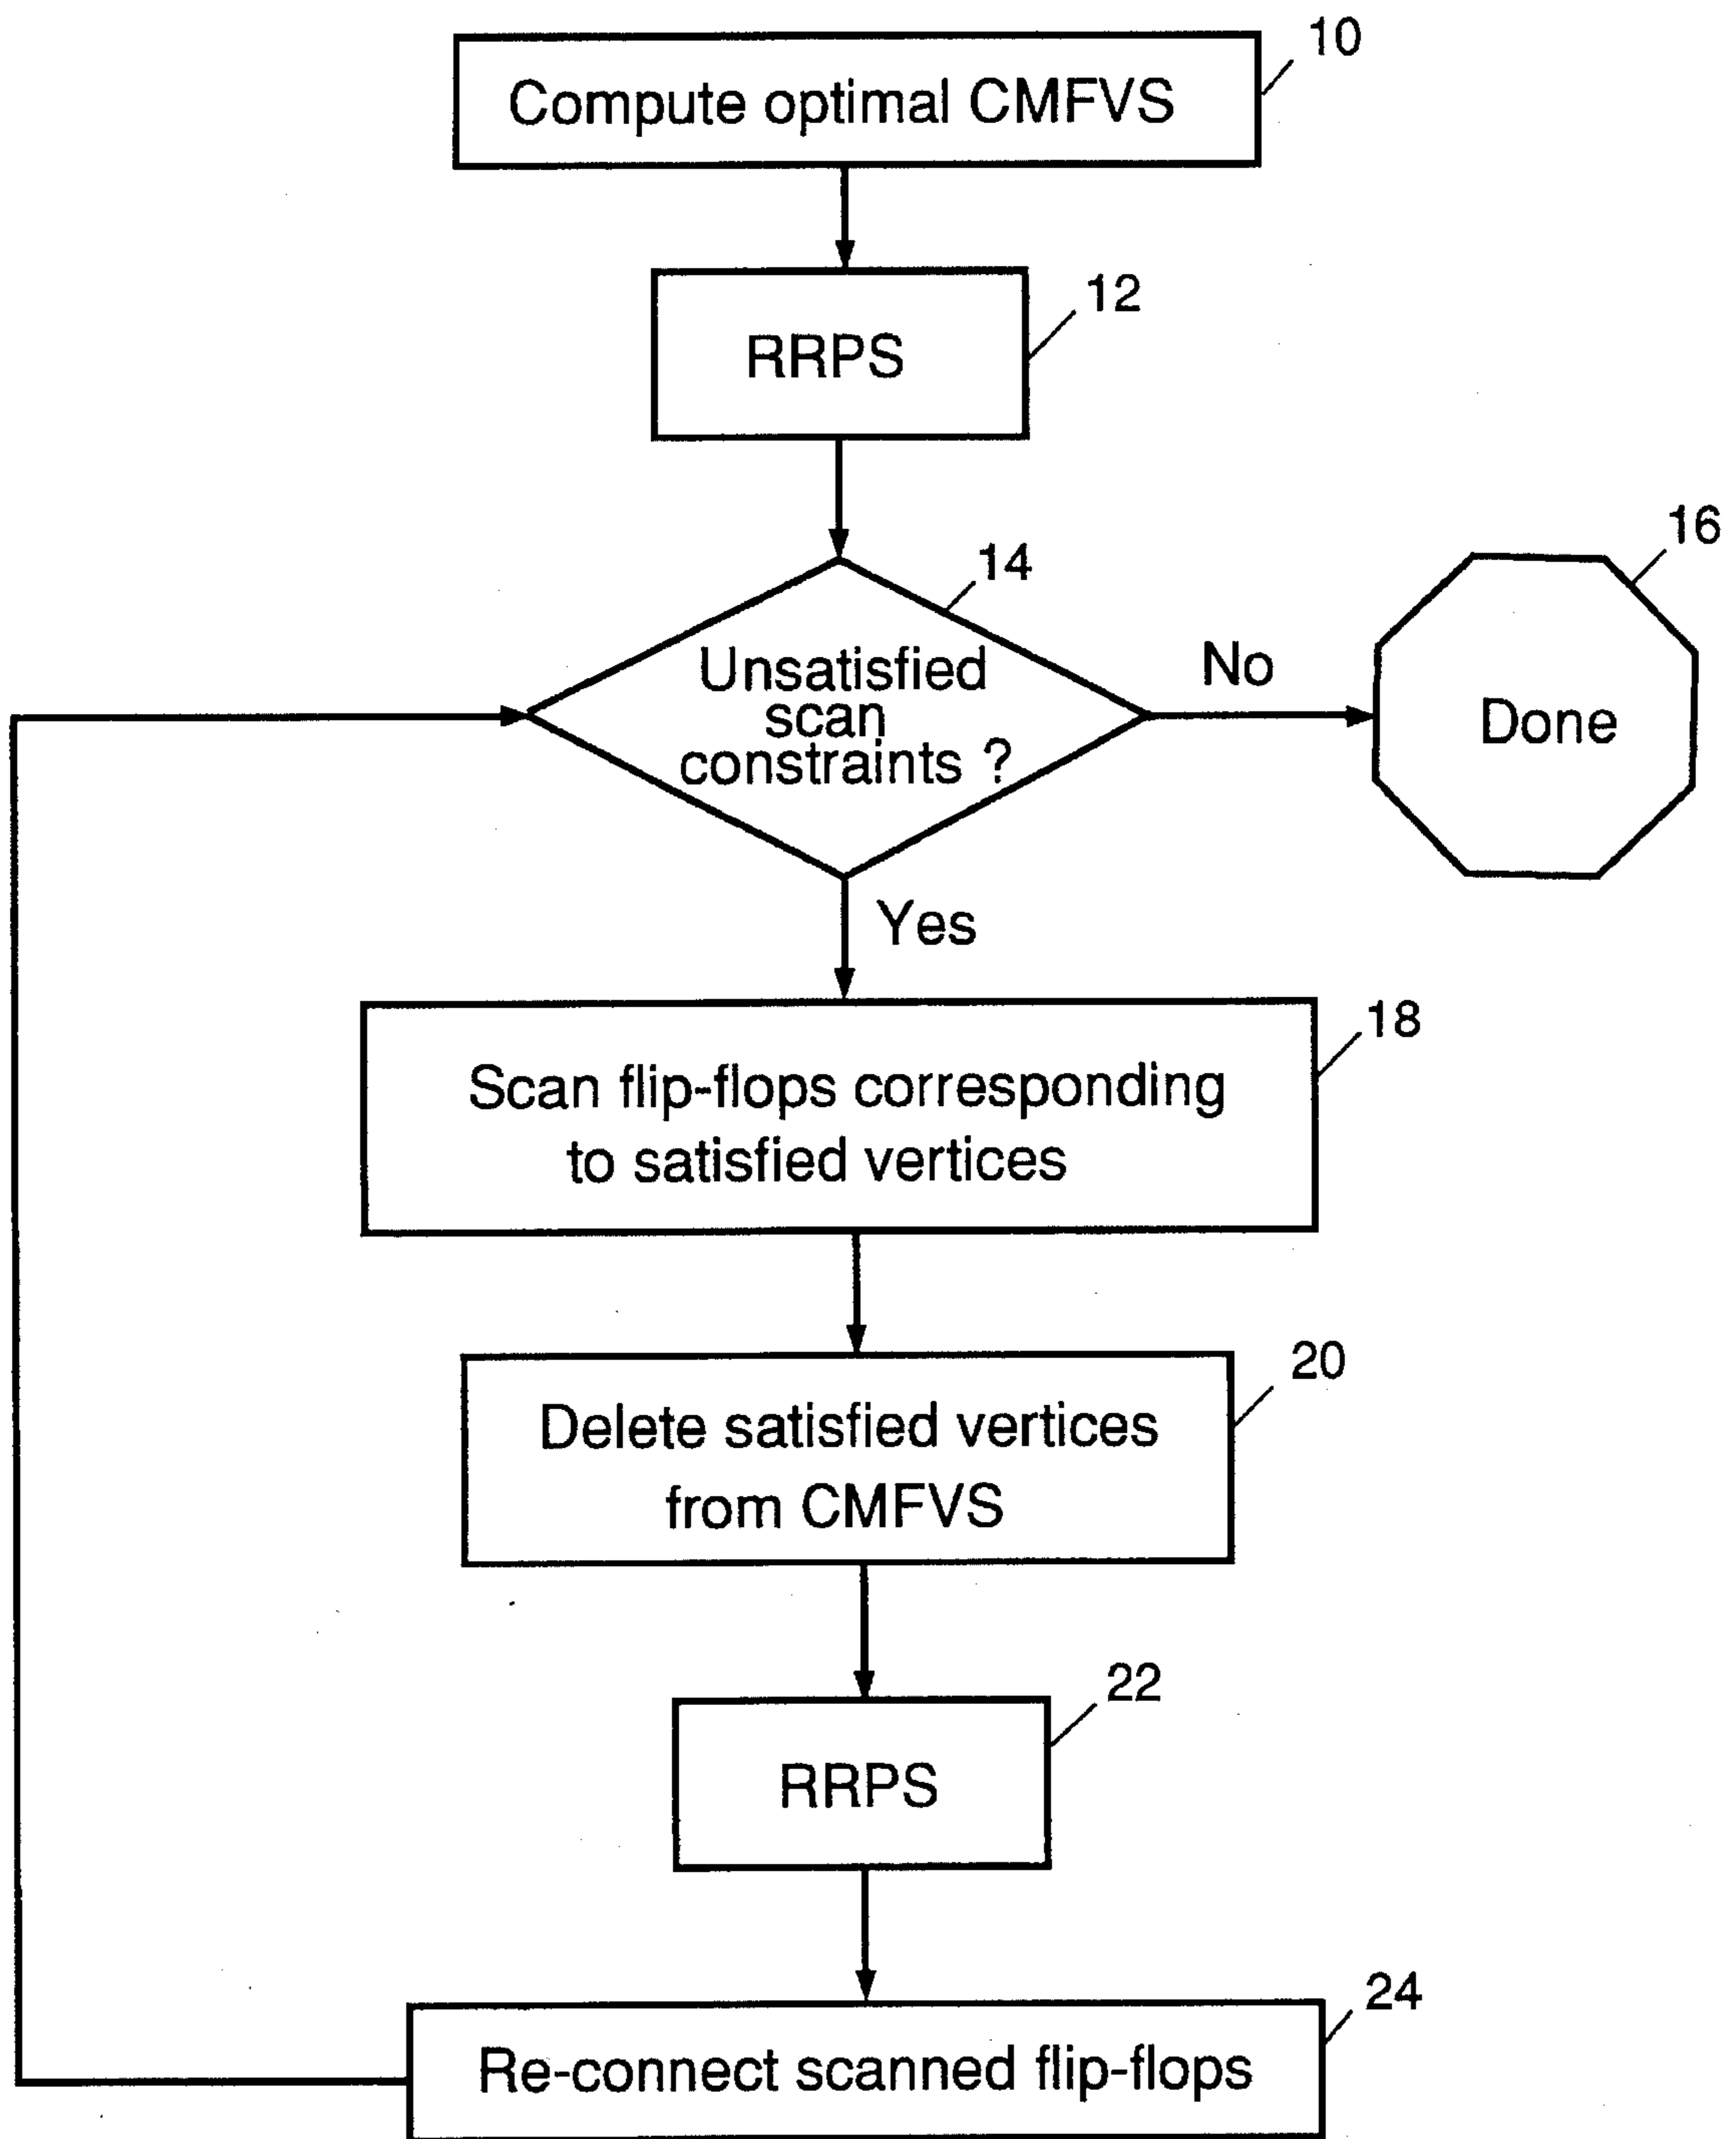 10
Compute optimal CMFVS
12
RRPS
14
16
Unsatisfied
scan
constraints ?
No
Done
Yes
18
Scan flip-flops corresponding
to satisfied vertices
20
Delete satisfied vertices
from CMFVS
22
RRPS
24
Re-connect scanned flip-flops